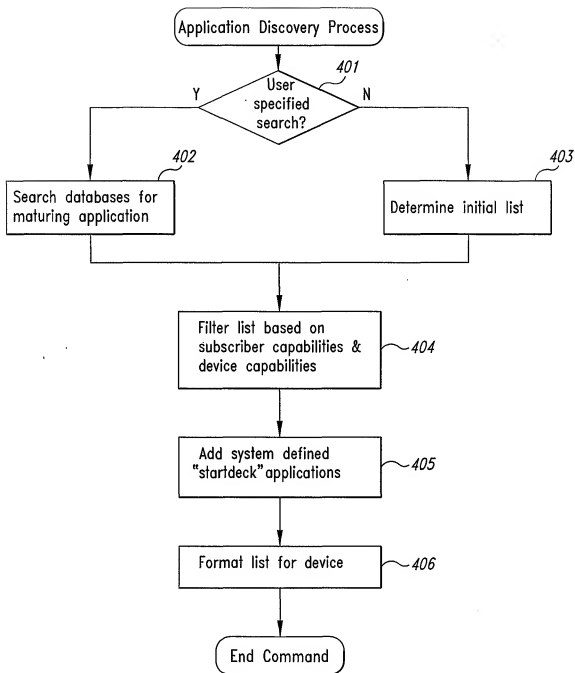 Application Discovery Process
401
User
specified
search?
Y
N
402
Search databases for
maturing application
403
Determine initial list
Filter list based on
subscriber capabilities &
device capabilities
404
Add system defined
"startdeck" applications
405
Format list for device
406
End Command